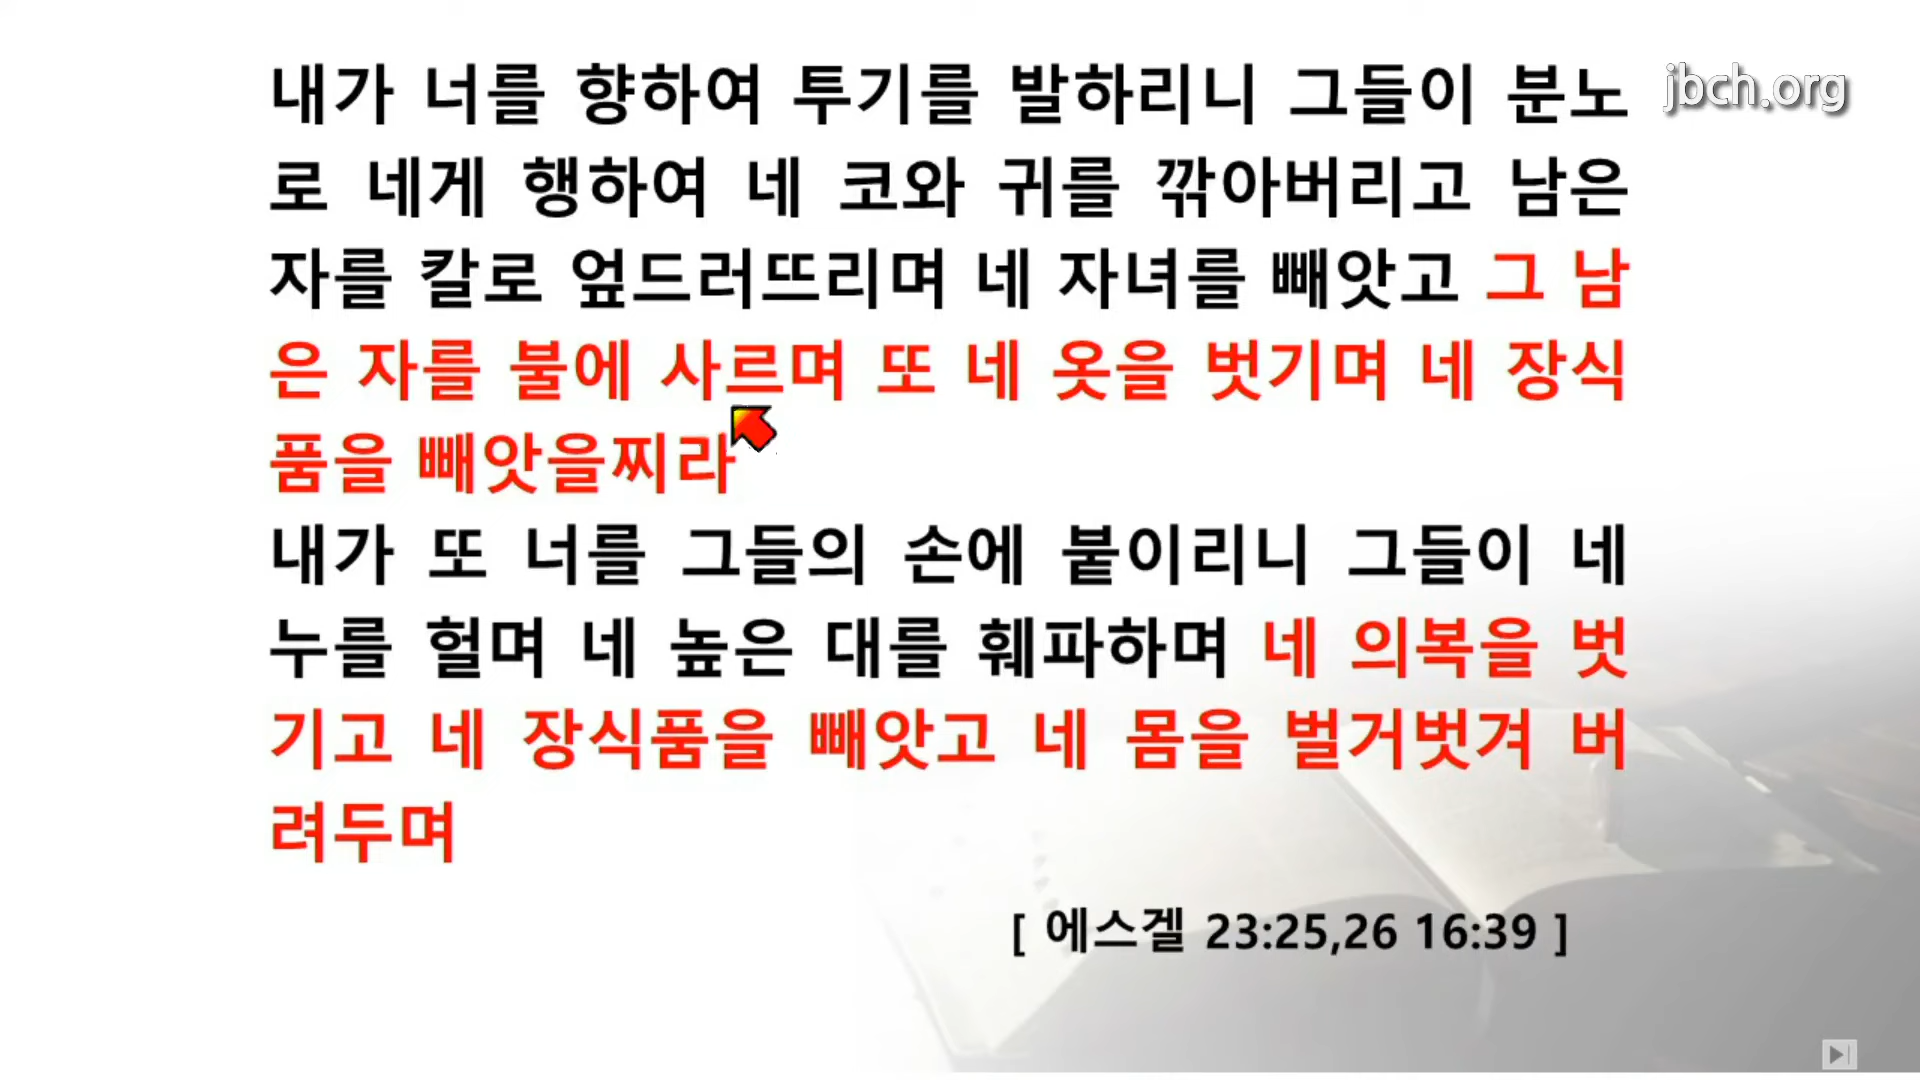 내가 너를 향하여 투기를 발하리니 그들이 분노
로 네게 행하여 네 코와 귀를 깎아버리고 남은
자를 칼로 엎드러뜨리며 네 자녀를 빼앗고 그 남
은 자를 불에 사르며 또 네 옷을 벗기며 네 장식
품을 빼앗을찌라
내가 또 너를 그들의 손에 붙이리니 그들이 네
누를 헐며 네 높은 대를 훼파하며 네 의복을 벗
기고 네 장식품을 빼앗고 네 몸을 벌거벗겨 버
려두며
[ 에스겔 23:25,26 16:39 ]
jbch.org